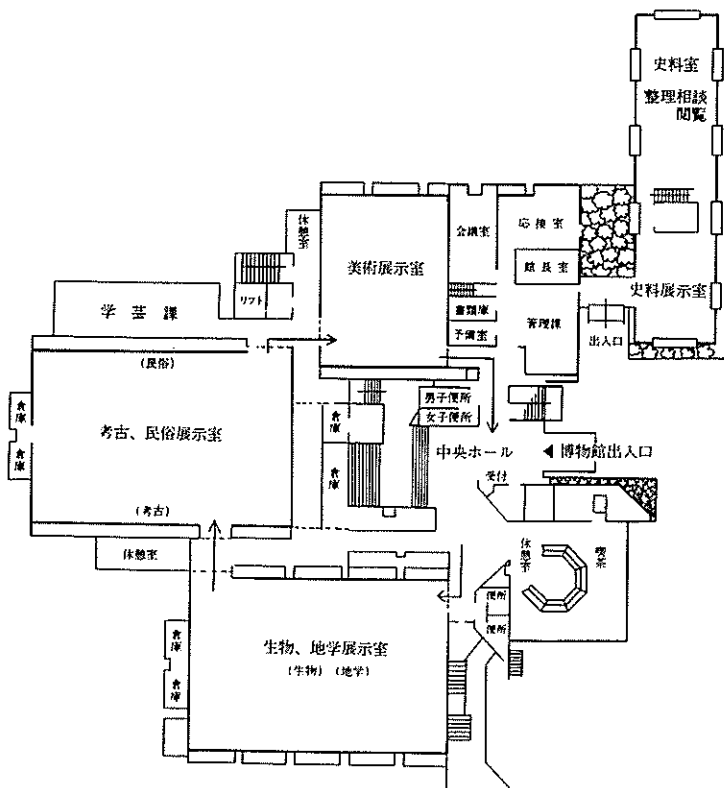 史料室
整理相談
閲覧
休憩室
会議室
応接室
美術展示室
館長室
リフト
史料展示室
学芸課
書類庫
管理課
予備室
出入口
(民俗)
倉庫
男子便所
女子便所
考古、民俗展示室
倉庫
中央ホール
博物館出入口
倉庫
倉庫
受付
(考古)
休憩室
休憩室
喫茶
便所
倉庫
生物、地学展示室
便所
(生物) (地学)
倉庫